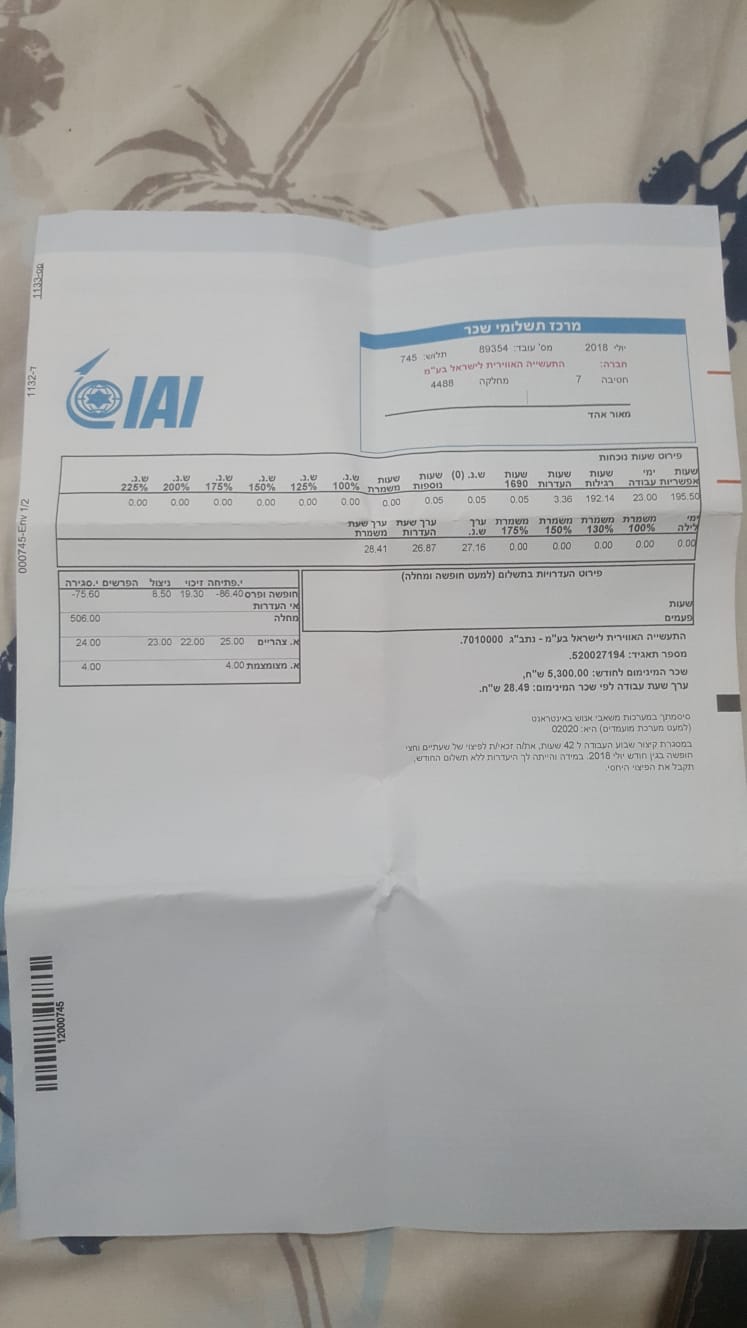 מרכז תשלומי שכר
יולי 2018 מס' עובד: 89354 תלוש: 745
חברה: התעשייה האווירית לישראל בע"מ
חטיבה 7 מחלקה 4488
מאור אהד
IAI
1133-מס
1132-ד
000745-Env 1/2
פירוט שעות נוכחות
שעות אפשריות ימי עבודה שעות רגילות שעות העדרות שעות 1690 ש.נ. (0) שעות נוספות שעות משמרת ש.נ. 100% ש.נ. 125% ש.נ. 150% ש.נ. 175% ש.נ. 200% ש.נ. 225%
195.50 23.00 192.14 3.36 0.05 0.05 0.05 0.00 0.00 0.00 0.00 0.00 0.00 0.00
ימי לילה משמרת 100% משמרת 130% משמרת 150% משמרת 175% ערך ש.נ. ערך שעת העדרות ערך שעת משמרת
0.00 0.00 0.00 0.00 0.00 27.16 26.87 28.41
פירוט העדרויות בתשלום (למעט חופשה ומחלה)
שעות
פעמים
י.פתיחה זיכוי ניצול הפרשים י.סגירה
חופשה ופרס -86.40 19.30 8.50 -75.60
אי העדרות
מחלה 506.00
א. צהריים 25.00 22.00 23.00 24.00
א. מצומצמת 4.00 4.00
התעשייה האווירית לישראל בע"מ - נתב"ג 7010000.
מספר תאגיד: 520027194.
שכר המינימום לחודש: 5,300.00 ש"ח,
ערך שעת עבודה לפי שכר המינימום: 28.49 ש"ח.
סיסמתך במערכות משאבי אנוש באינטראנט
(למעט מערכת מועמדים) היא: 02020
במסגרת קיצור שבוע העבודה ל 42 שעות, את/ה זכאי/ת לפיצוי של שעתיים וחצי
חופשה בגין חודש יולי 2018. במידה והייתה לך היעדרות ללא תשלום החודש,
תקבל את הפיצוי היחסי.
12000745